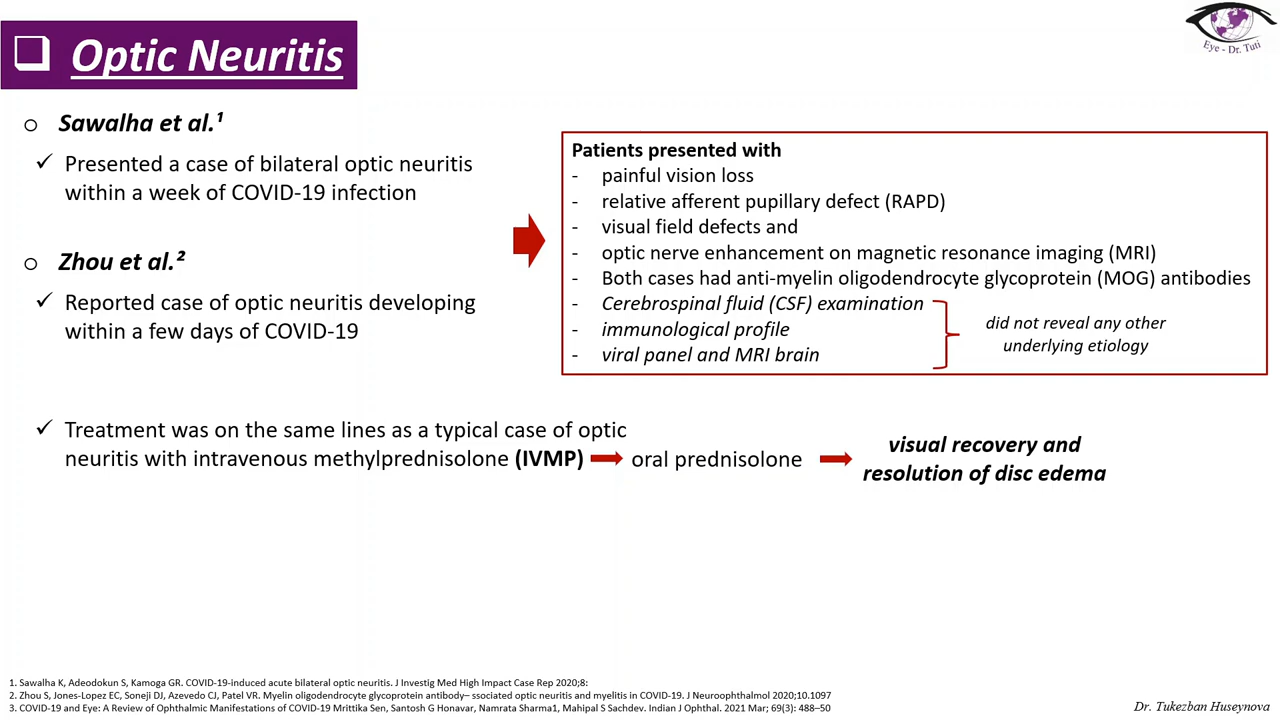 Optic Neuritis
Eye - Dr. Tuti
o Sawalha et al.¹
✓ Presented a case of bilateral optic neuritis
within a week of COVID-19 infection
o Zhou et al.²
✓ Reported case of optic neuritis developing
within a few days of COVID-19
Patients presented with
- painful vision loss
- relative afferent pupillary defect (RAPD)
- visual field defects and
- optic nerve enhancement on magnetic resonance imaging (MRI)
- Both cases had anti-myelin oligodendrocyte glycoprotein (MOG) antibodies
- Cerebrospinal fluid (CSF) examination
- immunological profile
- viral panel and MRI brain
did not reveal any other
underlying etiology
✓ Treatment was on the same lines as a typical case of optic
neuritis with intravenous methylprednisolone (IVMP)
oral prednisolone
visual recovery and
resolution of disc edema
1. Sawalha K, Adeodokun S, Kamoga GR. COVID-19-induced acute bilateral optic neuritis. J Investig Med High Impact Case Rep 2020;8:
2. Zhou S, Jones-Lopez EC, Soneji DJ, Azevedo CJ, Patel VR. Myelin oligodendrocyte glycoprotein antibody– ssociated optic neuritis and myelitis in COVID-19. J Neuroophthalmol 2020;10.1097
3. COVID-19 and Eye: A Review of Ophthalmic Manifestations of COVID-19 Mrittika Sen, Santosh G Honavar, Namrata Sharma1, Mahipal S Sachdev. Indian J Ophthal. 2021 Mar; 69(3): 488–50
Dr. Tukezban Huseynova